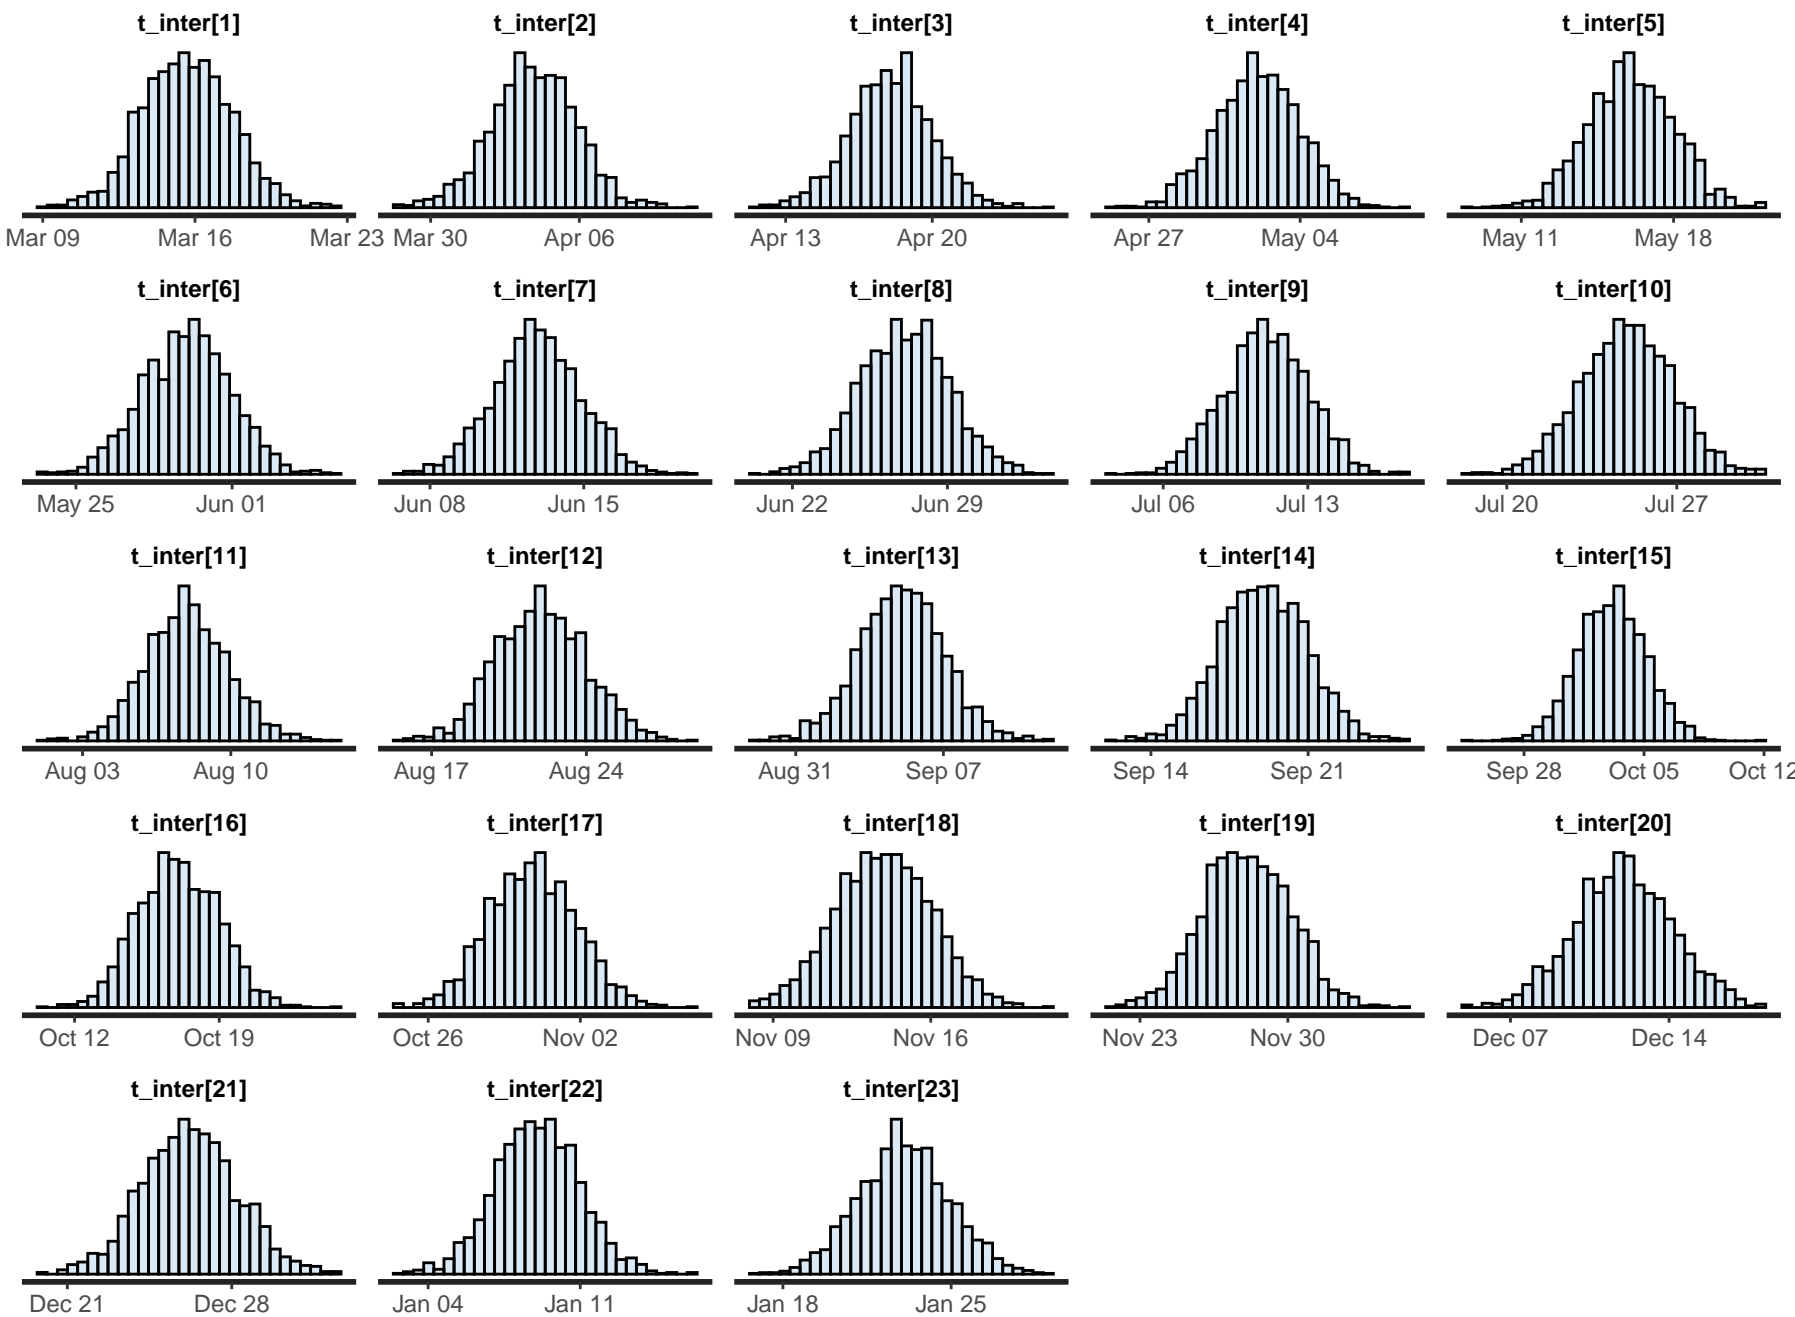 t_inter[1] t_inter[2] t_inter[3] t_inter[4] t_inter[5]
Mar 09 Mar 16 Mar 23 Mar 30 Apr 06 Apr 13 Apr 20 Apr 27 May 04 May 11 May 18
t_inter[6] t_inter[7] t_inter[8] t_inter[9] t_inter[10]
May 25 Jun 01 Jun 08 Jun 15 Jun 22 Jun 29 Jul 06 Jul 13 Jul 20 Jul 27
t_inter[11] t_inter[12] t_inter[13] t_inter[14] t_inter[15]
Aug 03 Aug 10 Aug 17 Aug 24 Aug 31 Sep 07 Sep 14 Sep 21 Sep 28 Oct 05 Oct 12
t_inter[16] t_inter[17] t_inter[18] t_inter[19] t_inter[20]
Oct 12 Oct 19 Oct 26 Nov 02 Nov 09 Nov 16 Nov 23 Nov 30 Dec 07 Dec 14
t_inter[21] t_inter[22] t_inter[23]
Dec 21 Dec 28 Jan 04 Jan 11 Jan 18 Jan 25